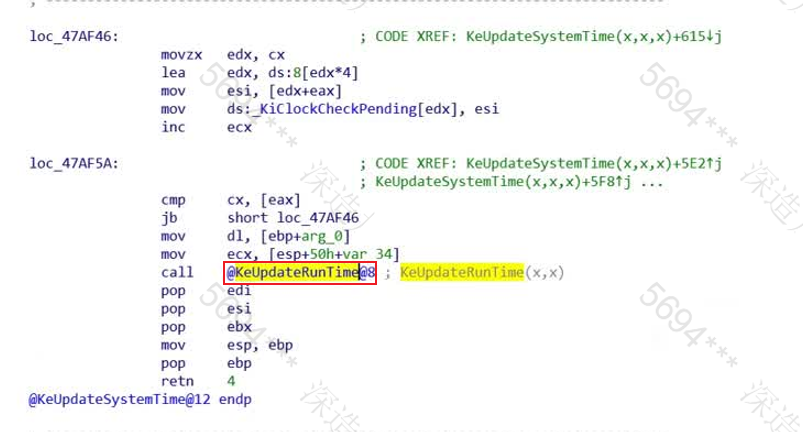 ; ---------------------------------------------------------------------------
loc_47AF46: ; CODE XREF: KeUpdateSystemTime(x,x,x)+615↓j
movzx edx, cx
lea edx, ds:8[edx*4]
mov esi, [edx+eax]
mov ds:_KiClockCheckPending[edx], esi
inc ecx
loc_47AF5A: ; CODE XREF: KeUpdateSystemTime(x,x,x)+5E2↑j
; KeUpdateSystemTime(x,x,x)+5F8↑j ...
cmp cx, [eax]
jb short loc_47AF46
mov dl, [ebp+arg_0]
mov ecx, [esp+50h+var_34]
call @KeUpdateRunTime@8 ; KeUpdateRunTime(x,x)
pop edi
pop esi
pop ebx
mov esp, ebp
pop ebp
retn 4
@KeUpdateSystemTime@12 endp
5694***
深造
5694***
深造
5694***
深造
5694***
深造